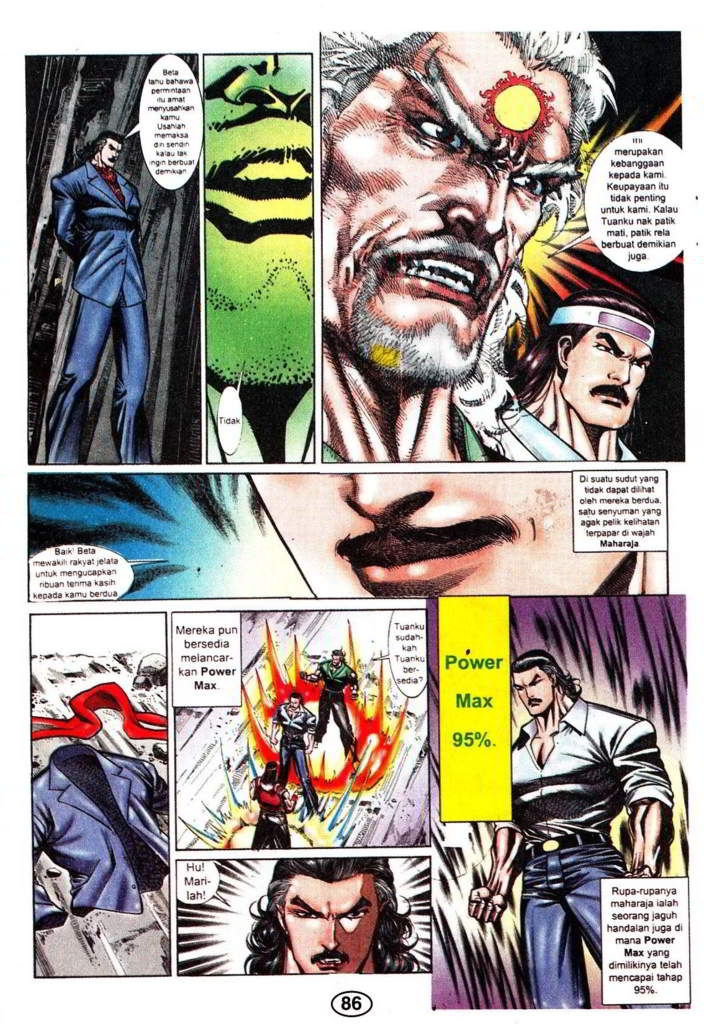 Beta
tahu bahawa
permintaan
itu amat
menyusahkan
kamu.
Usahlah
memaksa
diri sendiri
kalau tak
ingin berbuat
demikian
Tidak
Itu
merupakan
kebanggaan
kepada kami.
Keupayaan itu
tidak penting
untuk kami. Kalau
Tuanku nak patik
mati, patik rela
berbuat demikian
juga.
Di suatu sudut yang
tidak dapat dilihat
oleh mereka berdua,
satu senyuman yang
agak pelik kelihatan
terpapar di wajah
Maharaja.
Baik! Beta
mewakili rakyat jelata
untuk mengucapkan
ribuan terima kasih
kepada kamu berdua
Mereka pun
bersedia
melancar-
kan Power
Max.
Tuanku
sudah-
kah
Tuanku
ber-
sedia?
Power
Max
95%.
Hu!
Mari-
lah!
Rupa-rupanya
maharaja ialah
seorang jaguh
handalan juga di
mana Power
Max yang
dimilikinya telah
mencapai tahap
95%.
86